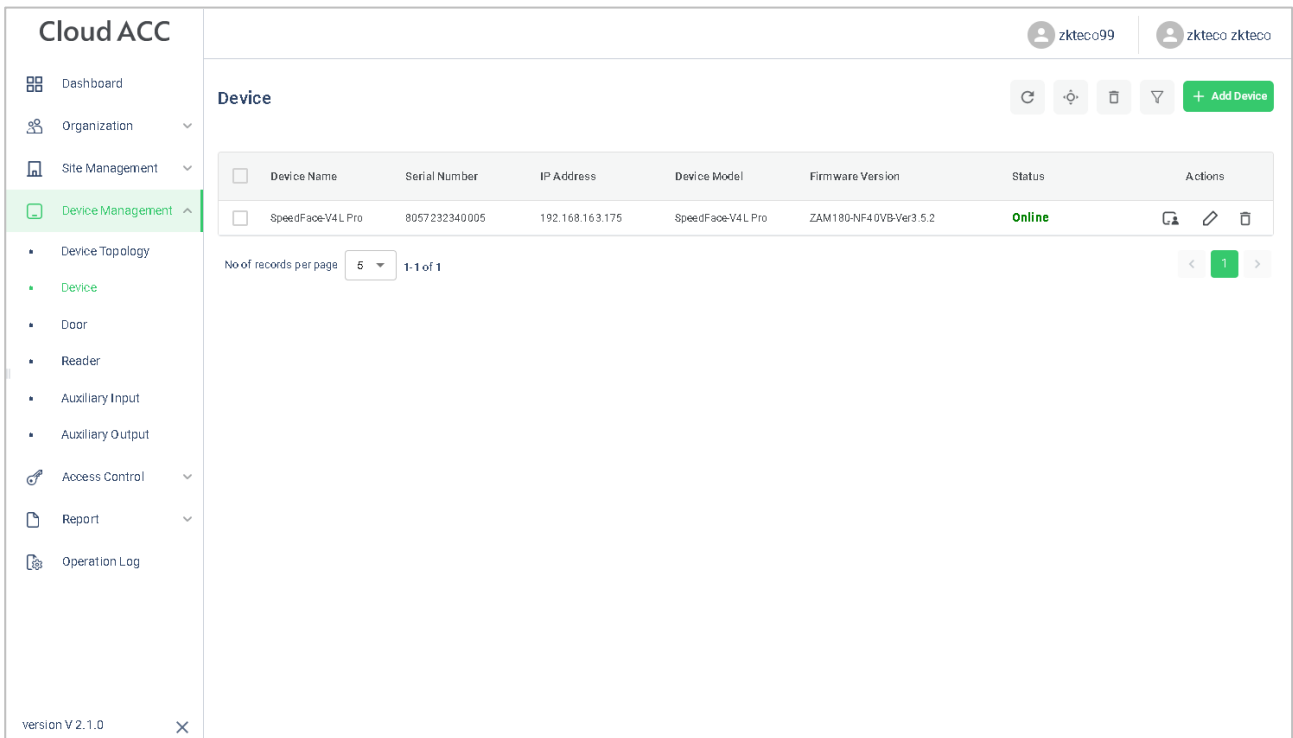 Cloud ACC
zkteco99
zkteco zkteco
Dashboard
Organization
Site Management
Device Management
Device Topology
Device
Door
Reader
Auxiliary Input
Auxiliary Output
Access Control
Report
Operation Log
version V 2.1.0
Device
+ Add Device
Device Name Serial Number IP Address Device Model Firmware Version Status Actions
SpeedFace-V4L Pro 8057232340005 192.168.163.175 SpeedFace-V4L Pro ZAM180-NF40VB-Ver3.5.2 Online
No of records per page 5 1-1 of 1
< 1 >